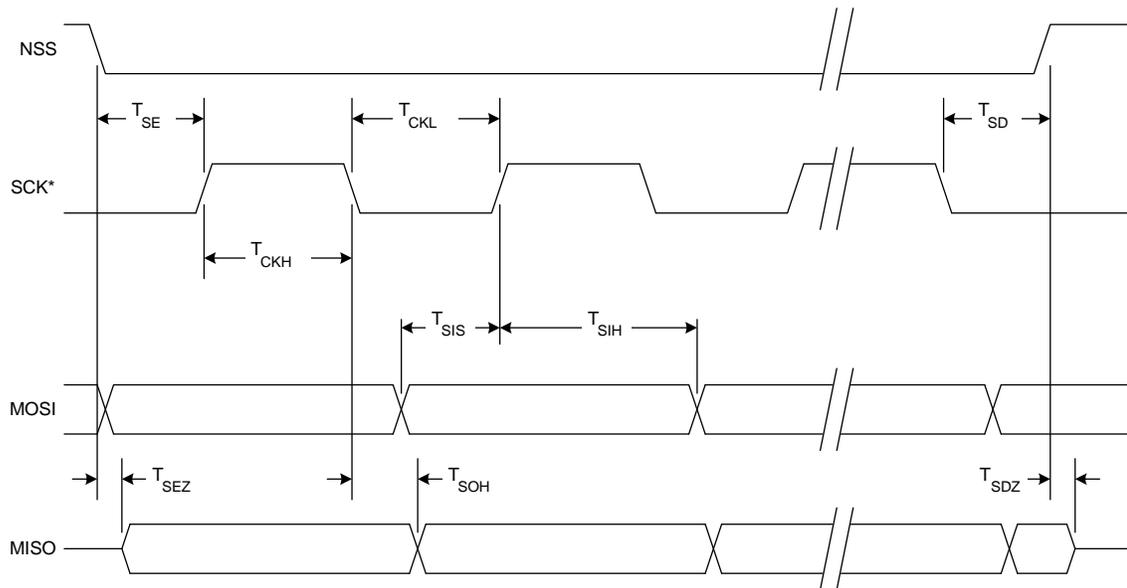 NSS
T_SE
T_CKL
T_SD
SCK*
T_CKH
T_SIS
T_SIH
MOSI
T_SEZ
T_SOH
T_SDZ
MISO